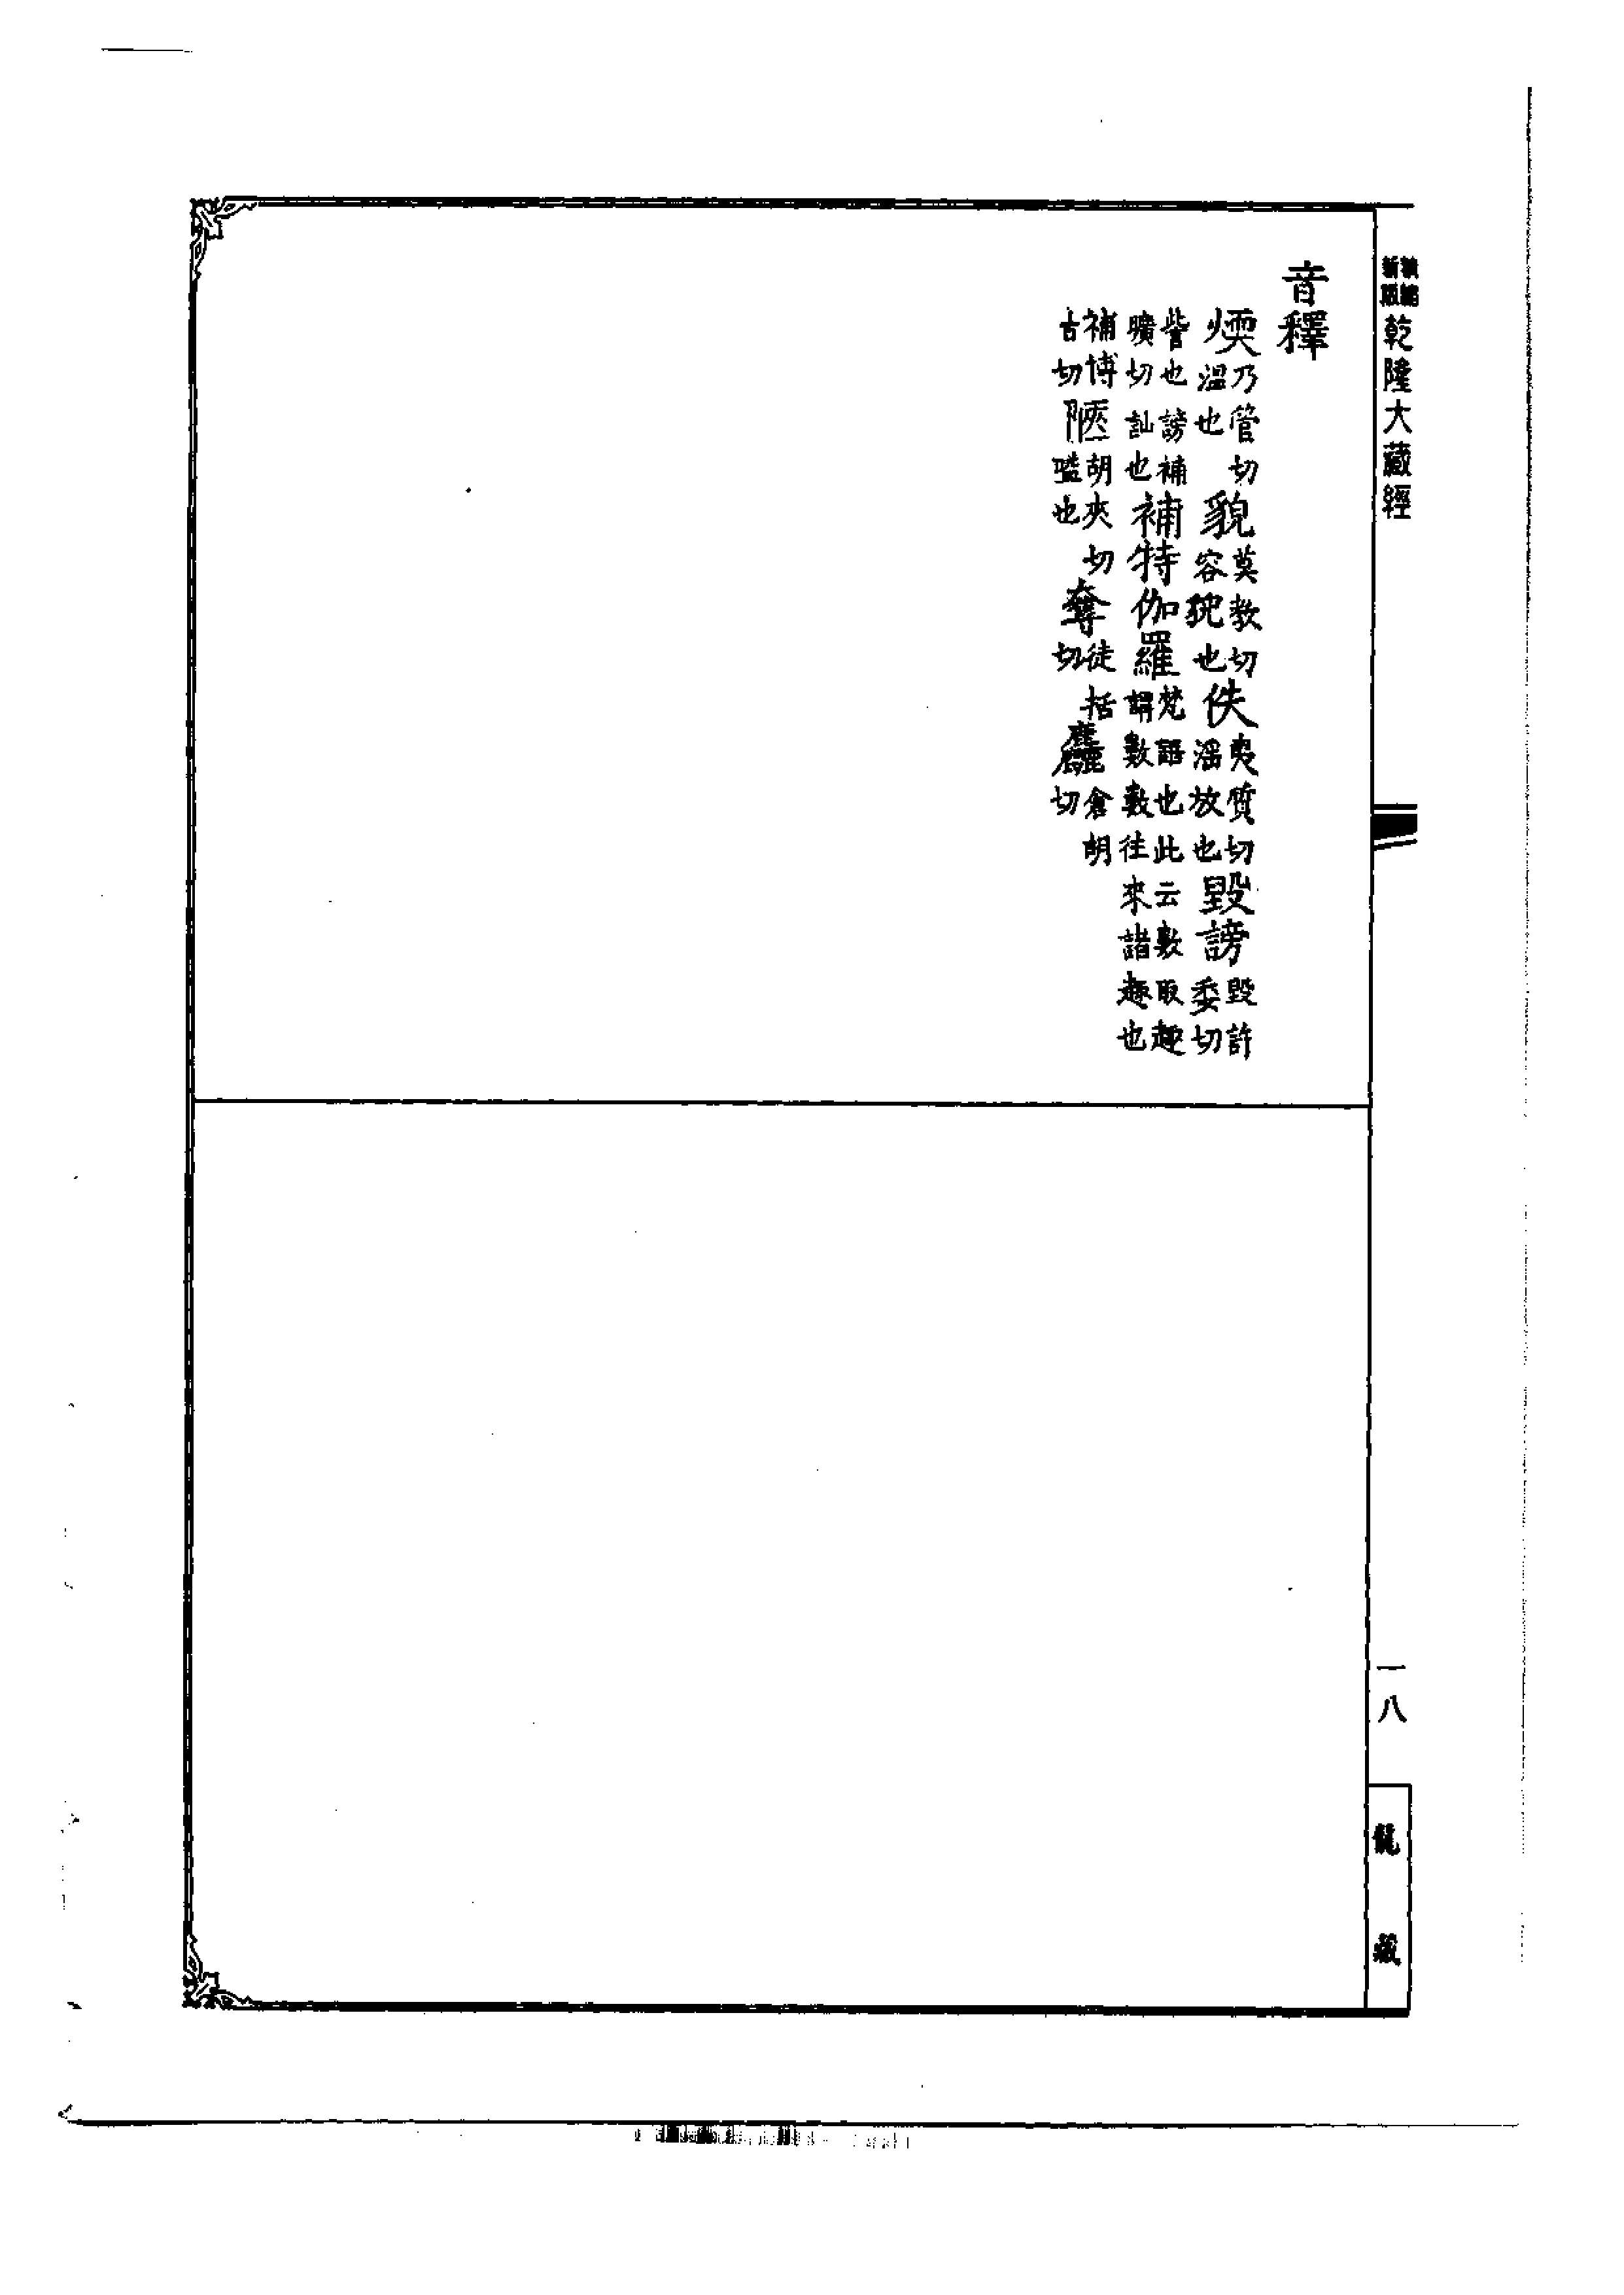 新版
乾隆大藏經
音釋
煗乃管切溫也貌莫教切容貌也佚夷質切淫放也毀謗毀許委切
訾也謗補曠切訕也補特伽羅梵語也此云數取趣謂數數往來諸趣也
補博古切陿胡夾切隘也奪徒括切麤倉胡切
一八
龍藏